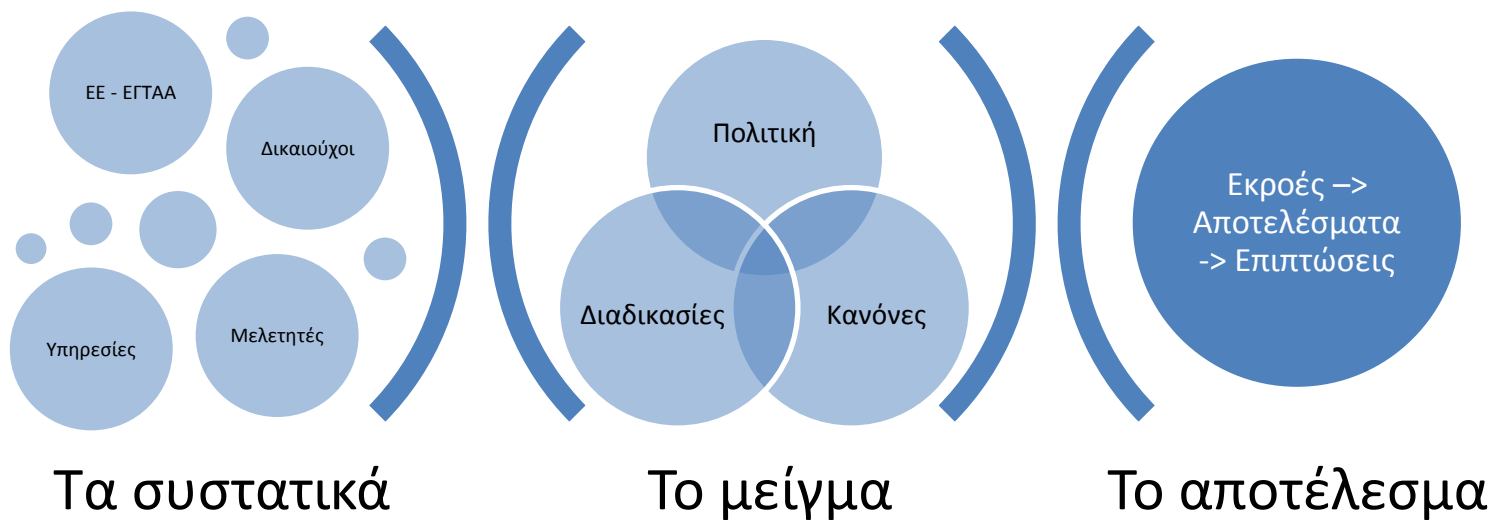 ΕΕ - ΕΓΤΑΑ
Δικαιούχοι
Υπηρεσίες
Μελετητές
Τα συστατικά
Πολιτική
Διαδικασίες
Κανόνες
Το μείγμα
Εκροές –>
Αποτελέσματα
-> Επιπτώσεις
Το αποτέλεσμα